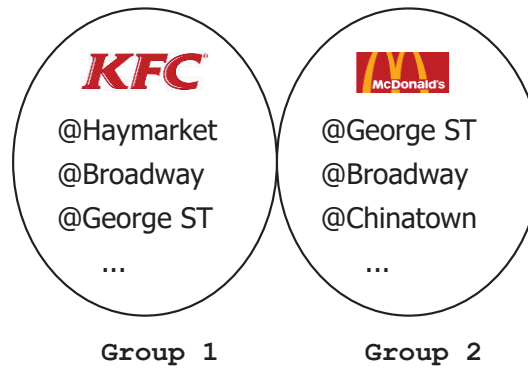 KFC
@Haymarket
@Broadway
@George ST
...
Group 1
McDonald's
@George ST
@Broadway
@Chinatown
...
Group 2